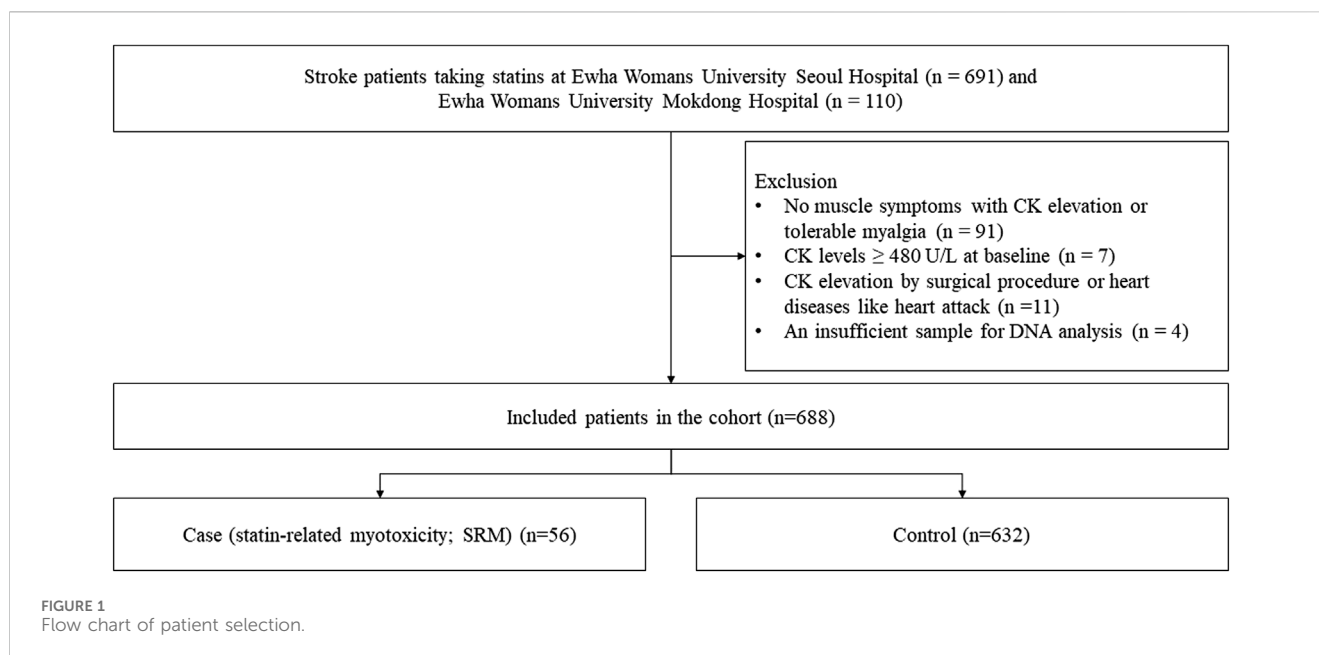 Stroke patients taking statins at Ewha Womans University Seoul Hospital (n = 691) and
Ewha Womans University Mokdong Hospital (n = 110)
Exclusion
• No muscle symptoms with CK elevation or
tolerable myalgia (n = 91)
• CK levels ≥ 480 U/L at baseline (n = 7)
• CK elevation by surgical procedure or heart
diseases like heart attack (n =11)
• An insufficient sample for DNA analysis (n = 4)
Included patients in the cohort (n=688)
Case (statin-related myotoxicity; SRM) (n=56)
Control (n=632)
FIGURE 1
Flow chart of patient selection.